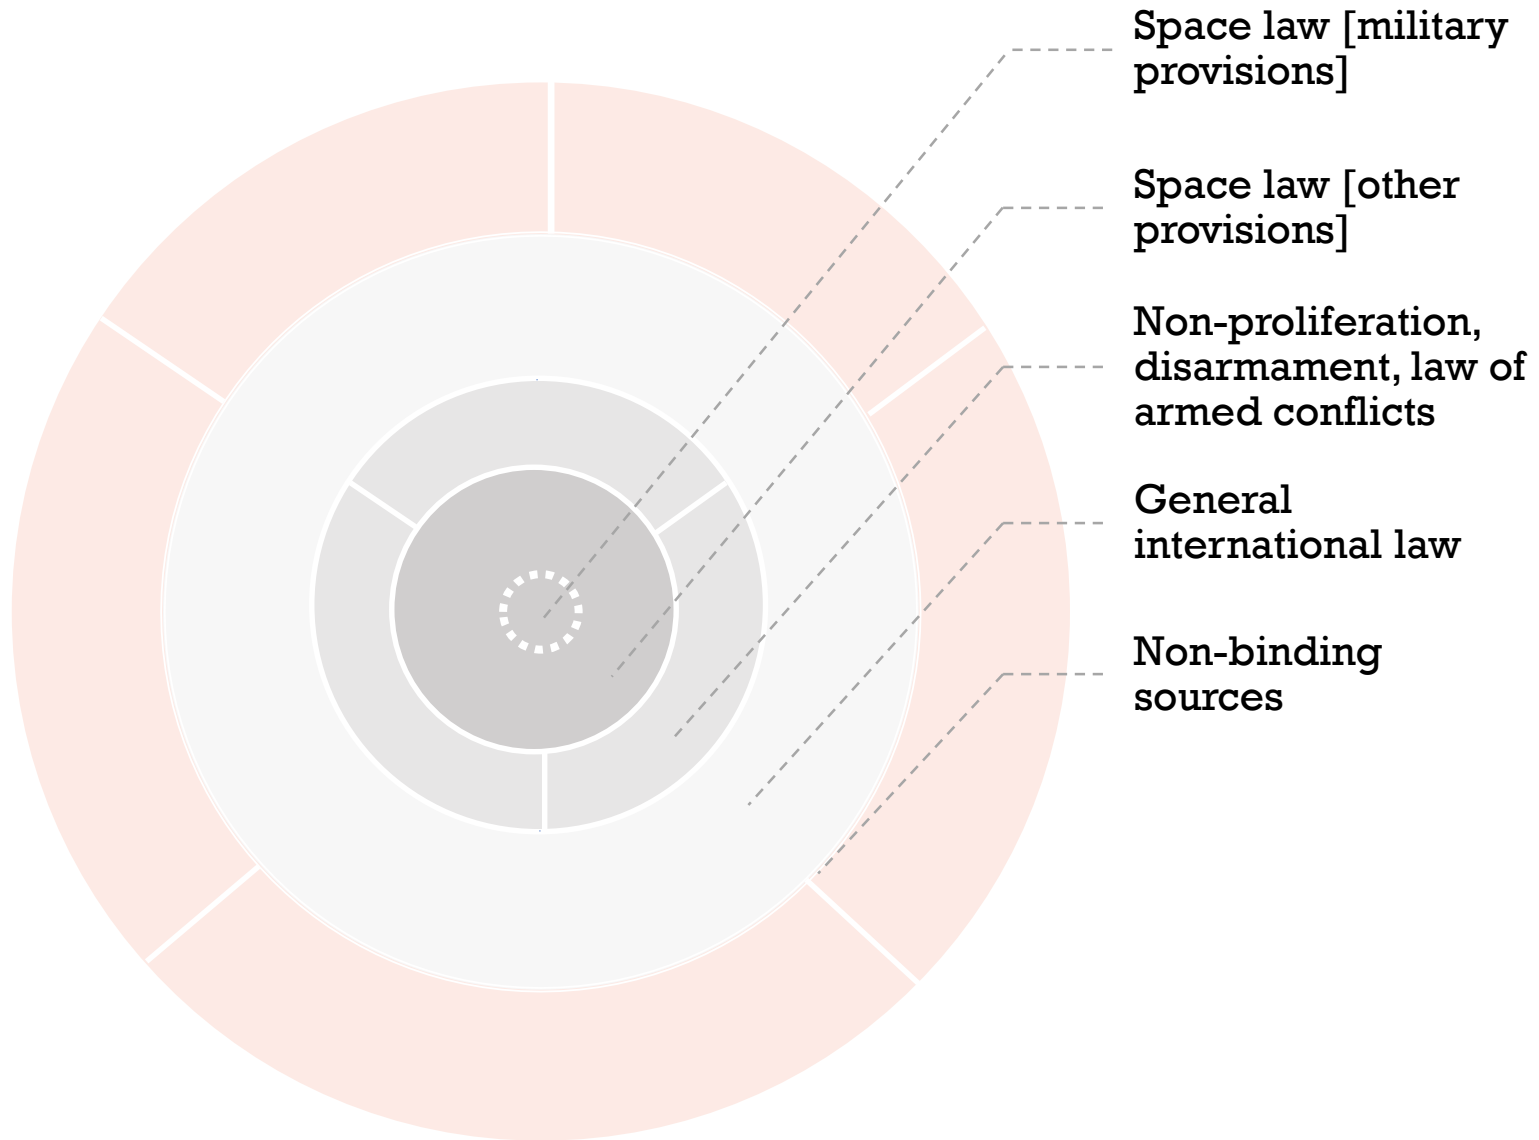 Space law [military
provisions]
Space law [other
provisions]
Non-proliferation,
disarmament, law of
armed conflicts
General
international law
Non-binding
sources